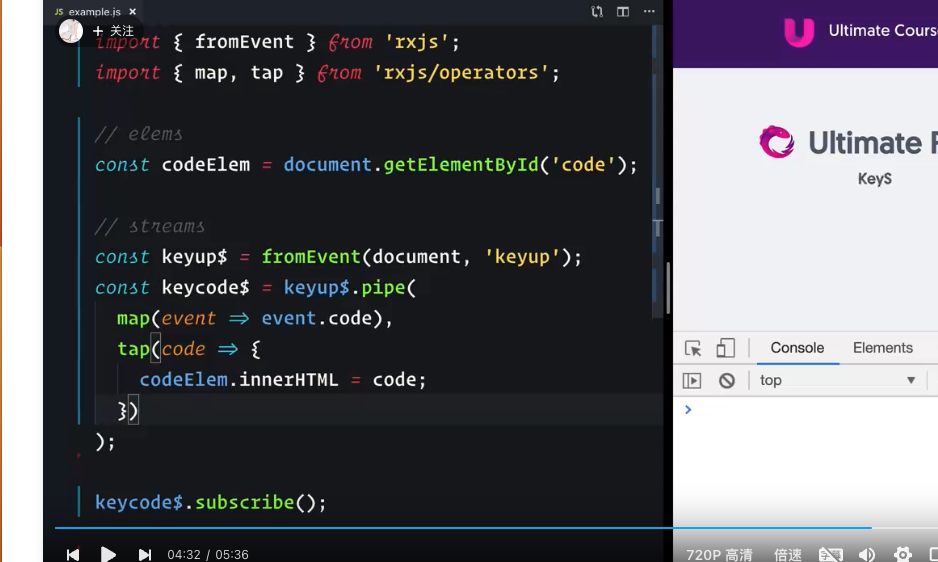 JS example.js ×
+ 关注
import { fromEvent } from 'rxjs';
import { map, tap } from 'rxjs/operators';
// elems
const codeElem = document.getElementById('code');
// streams
const keyup$ = fromEvent(document, 'keyup');
const keycode$ = keyup$.pipe(
map(event => event.code),
tap(code => {
codeElem.innerHTML = code;
})
);
keycode$.subscribe();
04:32 / 05:36
Ultimate Cours
Ultimate
KeyS
Console Elements
top
720P 高清 倍速